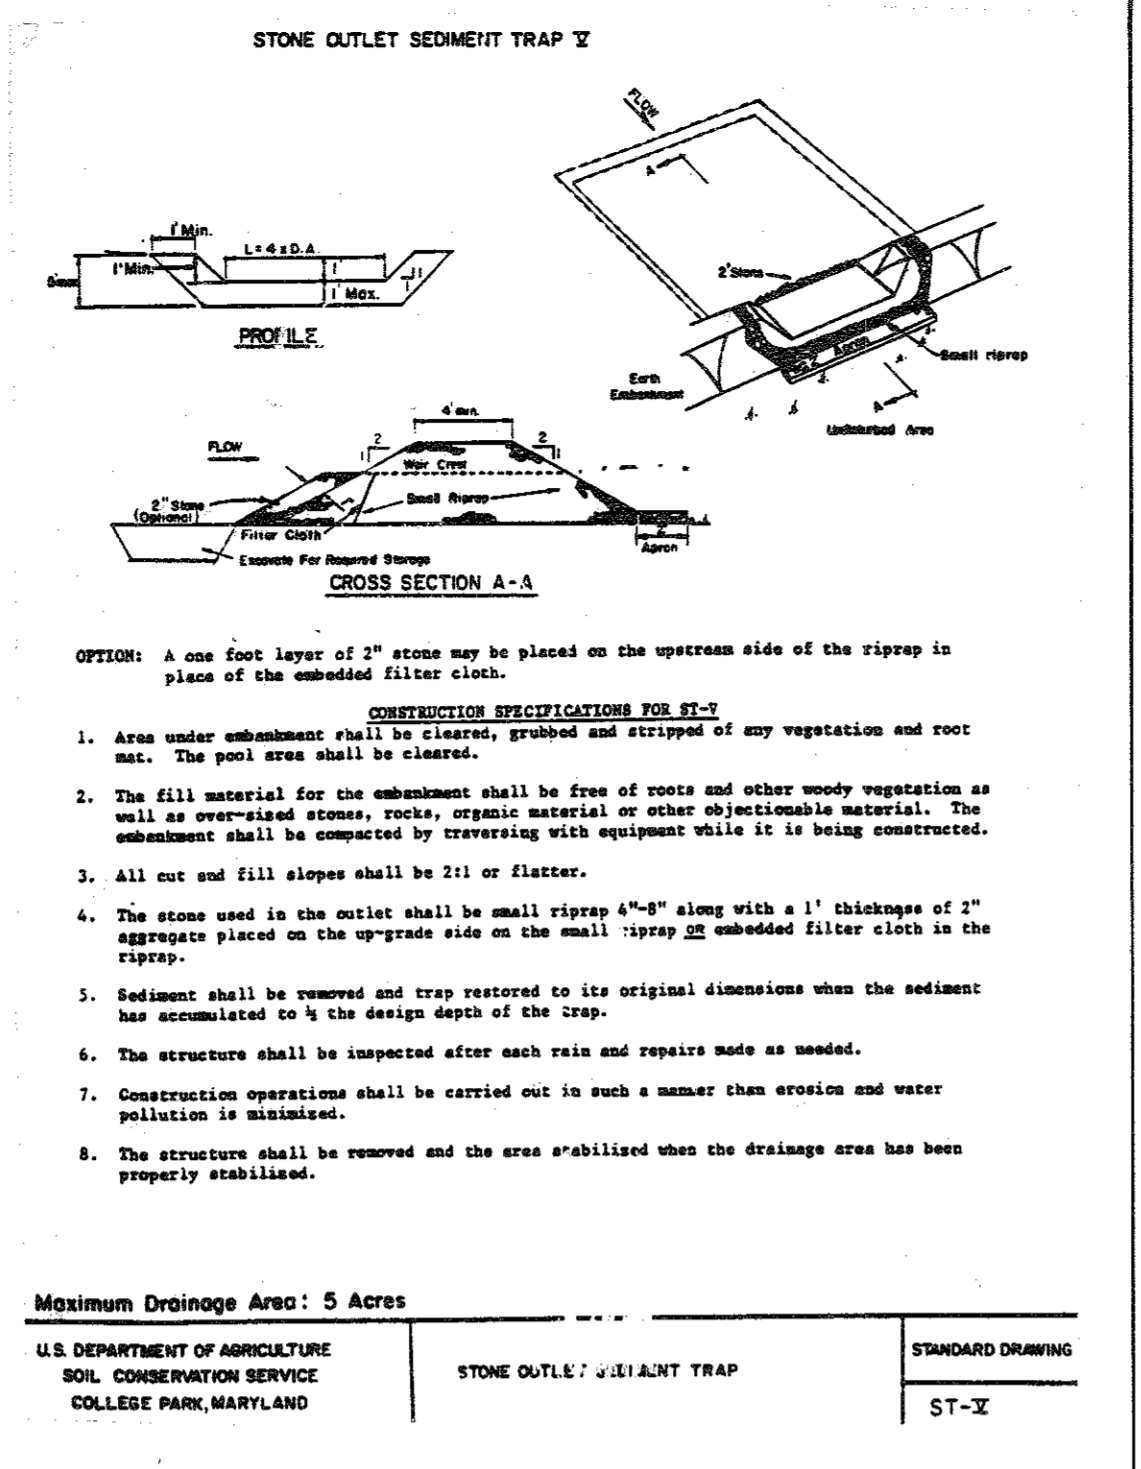 STONE OUTLET SEDIMENT TRAP V
FLOW
A
1' Min.
L = 4 x D.A.
1' Min.
1'
1
1
1' Max.
PROFILE
2" Stone
Apron
Small riprap
Earth
Embankment
A
Undisturbed Area
4' min.
FLOW
2
1
2
1
Weir Crest
2" Stone
(Optional)
Small Riprap
Filter Cloth
2'
Apron
Excavate For Required Storage
CROSS SECTION A-A
OPTION: A one foot layer of 2" stone may be placed on the upstream side of the riprap in
place of the embedded filter cloth.
CONSTRUCTION SPECIFICATIONS FOR ST-V
1. Area under embankment shall be cleared, grubbed and stripped of any vegetation and root
mat. The pool area shall be cleared.
2. The fill material for the embankment shall be free of roots and other woody vegetation as
well as over-sized stones, rocks, organic material or other objectionable material. The
embankment shall be compacted by traversing with equipment while it is being constructed.
3. All cut and fill slopes shall be 2:1 or flatter.
4. The stone used in the outlet shall be small riprap 4"-8" along with a 1' thickness of 2"
aggregate placed on the up-grade side on the small riprap OR embedded filter cloth in the
riprap.
5. Sediment shall be removed and trap restored to its original dimensions when the sediment
has accumulated to ½ the design depth of the trap.
6. The structure shall be inspected after each rain and repairs made as needed.
7. Construction operations shall be carried out in such a manner than erosion and water
pollution is minimized.
8. The structure shall be removed and the area stabilized when the drainage area has been
properly stabilized.
Maximum Drainage Area: 5 Acres
U.S. DEPARTMENT OF AGRICULTURE
SOIL CONSERVATION SERVICE
COLLEGE PARK, MARYLAND
STONE OUTLET SEDIMENT TRAP
STANDARD DRAWING
ST-V